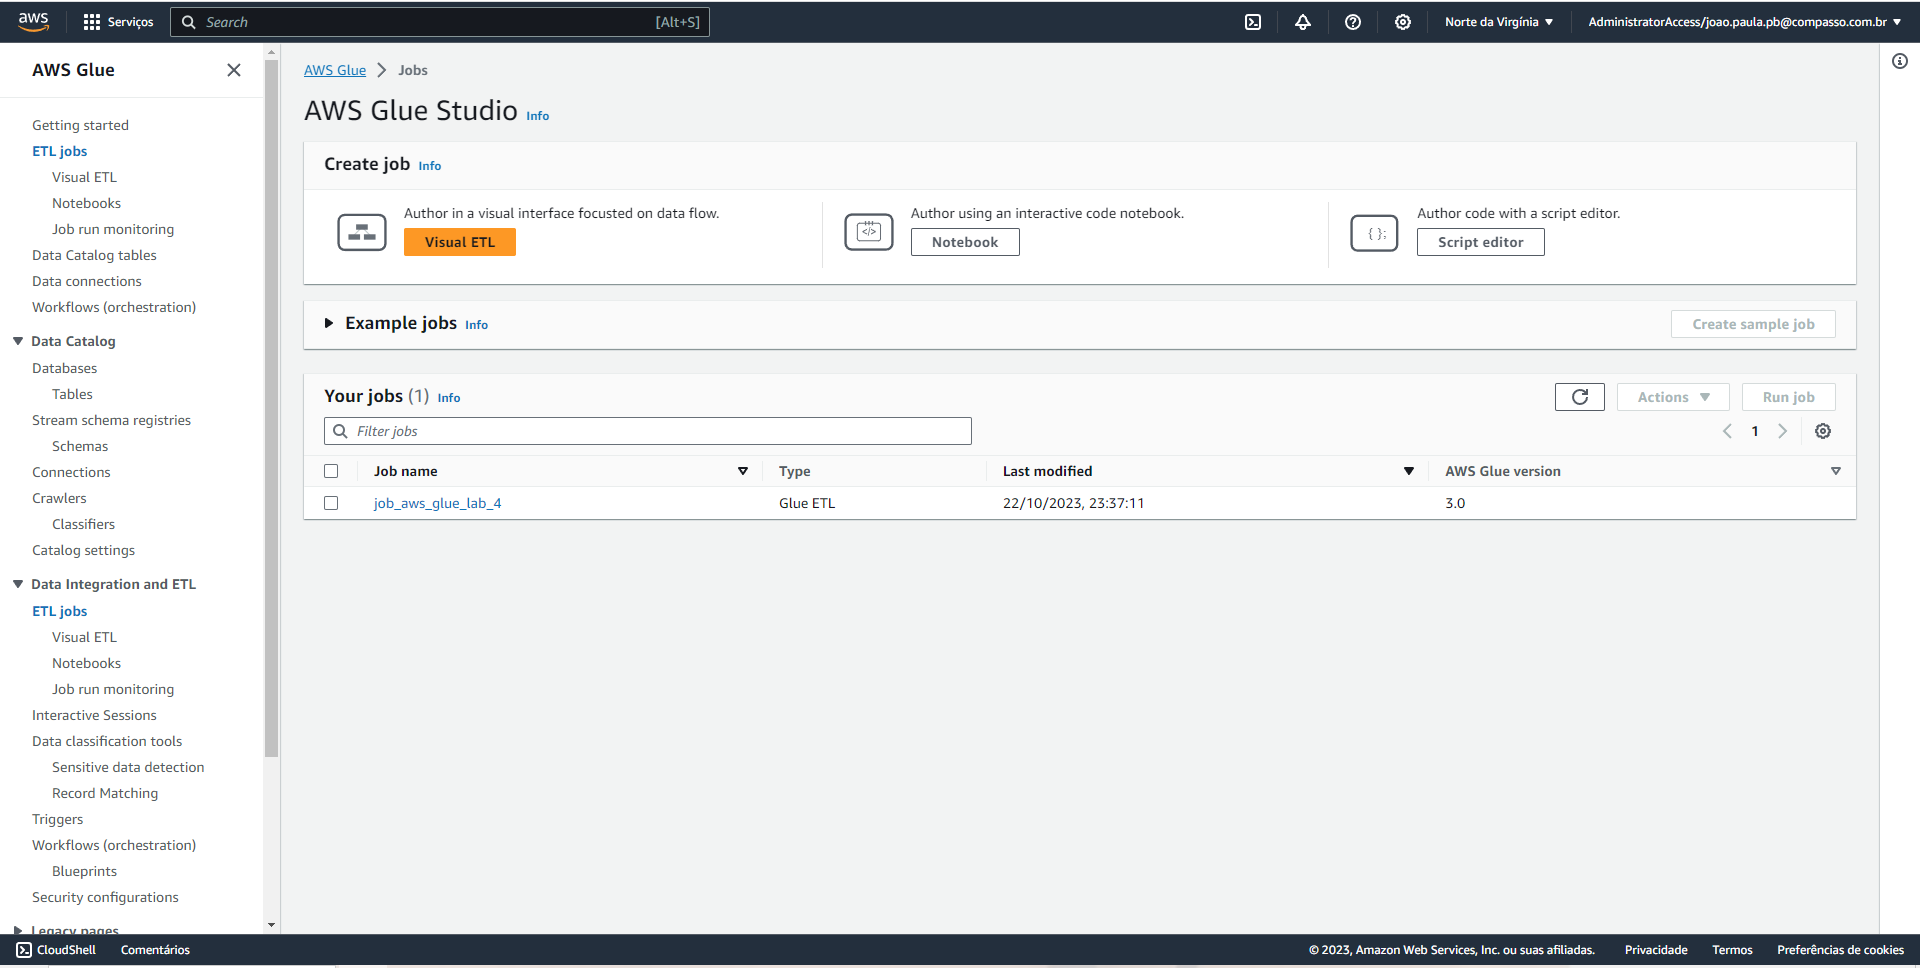 aws
Serviços
Search
[Alt+S]
Norte da Virgínia
AdministratorAccess/joao.paula.pb@compasso.com.br
AWS Glue
Getting started
ETL jobs
Visual ETL
Notebooks
Job run monitoring
Data Catalog tables
Data connections
Workflows (orchestration)
Data Catalog
Databases
Tables
Stream schema registries
Schemas
Connections
Crawlers
Classifiers
Catalog settings
Data Integration and ETL
ETL jobs
Visual ETL
Notebooks
Job run monitoring
Interactive Sessions
Data classification tools
Sensitive data detection
Record Matching
Triggers
Workflows (orchestration)
Blueprints
Security configurations
Legacy pages
AWS Glue > Jobs
AWS Glue Studio Info
Create job Info
Author in a visual interface focusted on data flow.
Visual ETL
Author using an interactive code notebook.
Notebook
Author code with a script editor.
Script editor
Example jobs Info
Create sample job
Your jobs (1) Info
Actions
Run job
Filter jobs
1
Job name Type Last modified AWS Glue version
job_aws_glue_lab_4 Glue ETL 22/10/2023, 23:37:11 3.0
CloudShell
Comentários
© 2023, Amazon Web Services, Inc. ou suas afiliadas.
Privacidade
Termos
Preferências de cookies